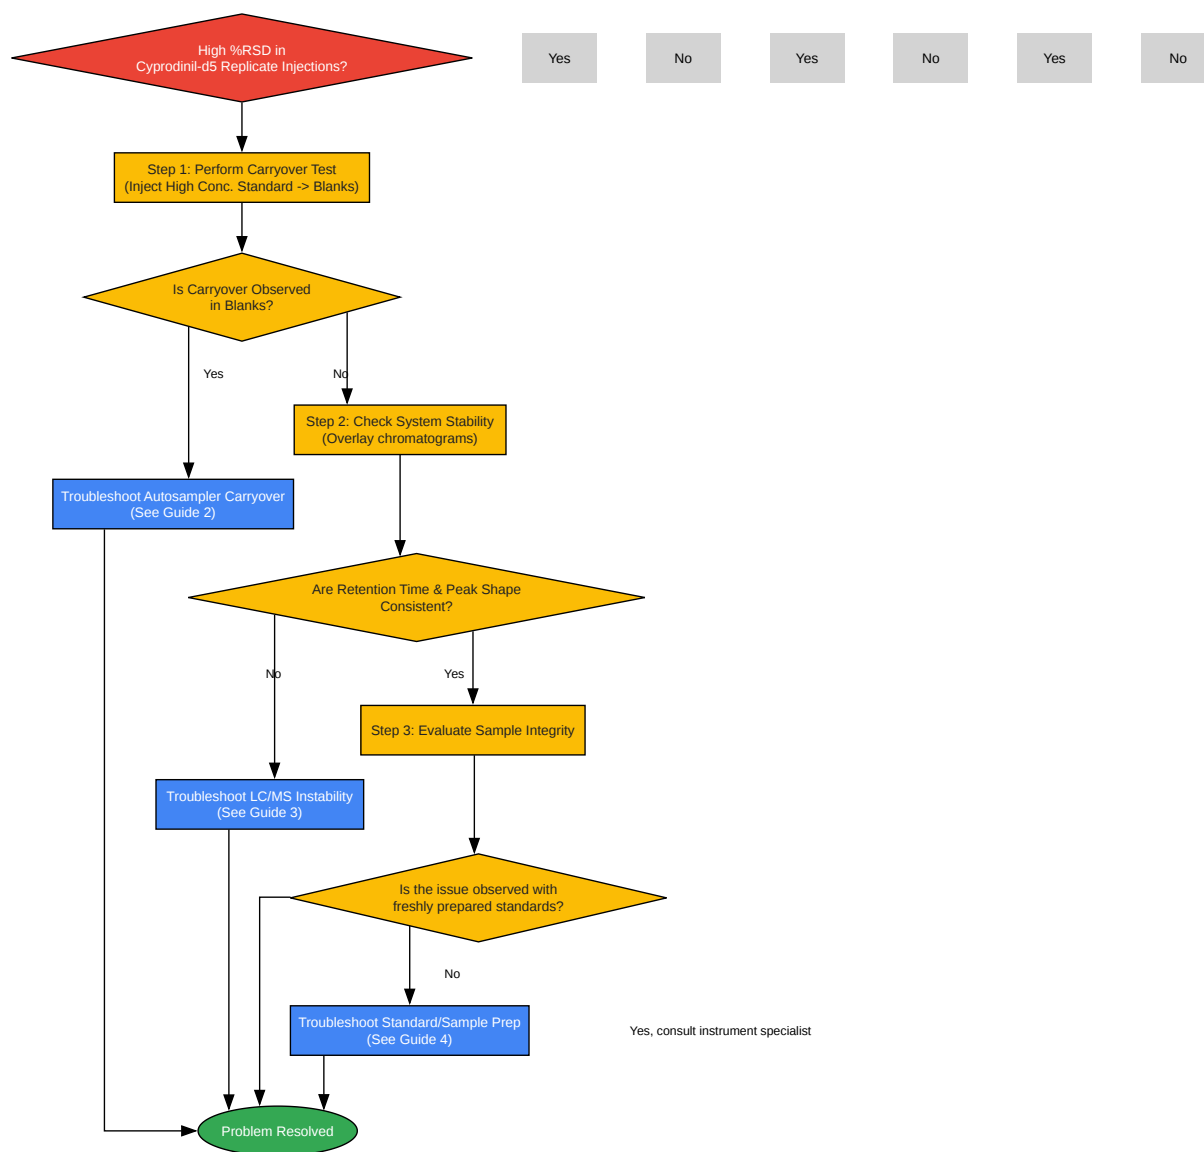 High %RSD in
Cyprodinil-d5 Replicate Injections?
Yes
No
Yes
No
Yes
No
Step 1: Perform Carryover Test
(Inject High Conc. Standard -> Blanks)
Is Carryover Observed
in Blanks?
Yes
No
Step 2: Check System Stability
(Overlay chromatograms)
Troubleshoot Autosampler Carryover
(See Guide 2)
Are Retention Time & Peak Shape
Consistent?
No
Yes
Step 3: Evaluate Sample Integrity
Troubleshoot LC/MS Instability
(See Guide 3)
Is the issue observed with
freshly prepared standards?
No
Troubleshoot Standard/Sample Prep
(See Guide 4)
Yes, consult instrument specialist
Problem Resolved